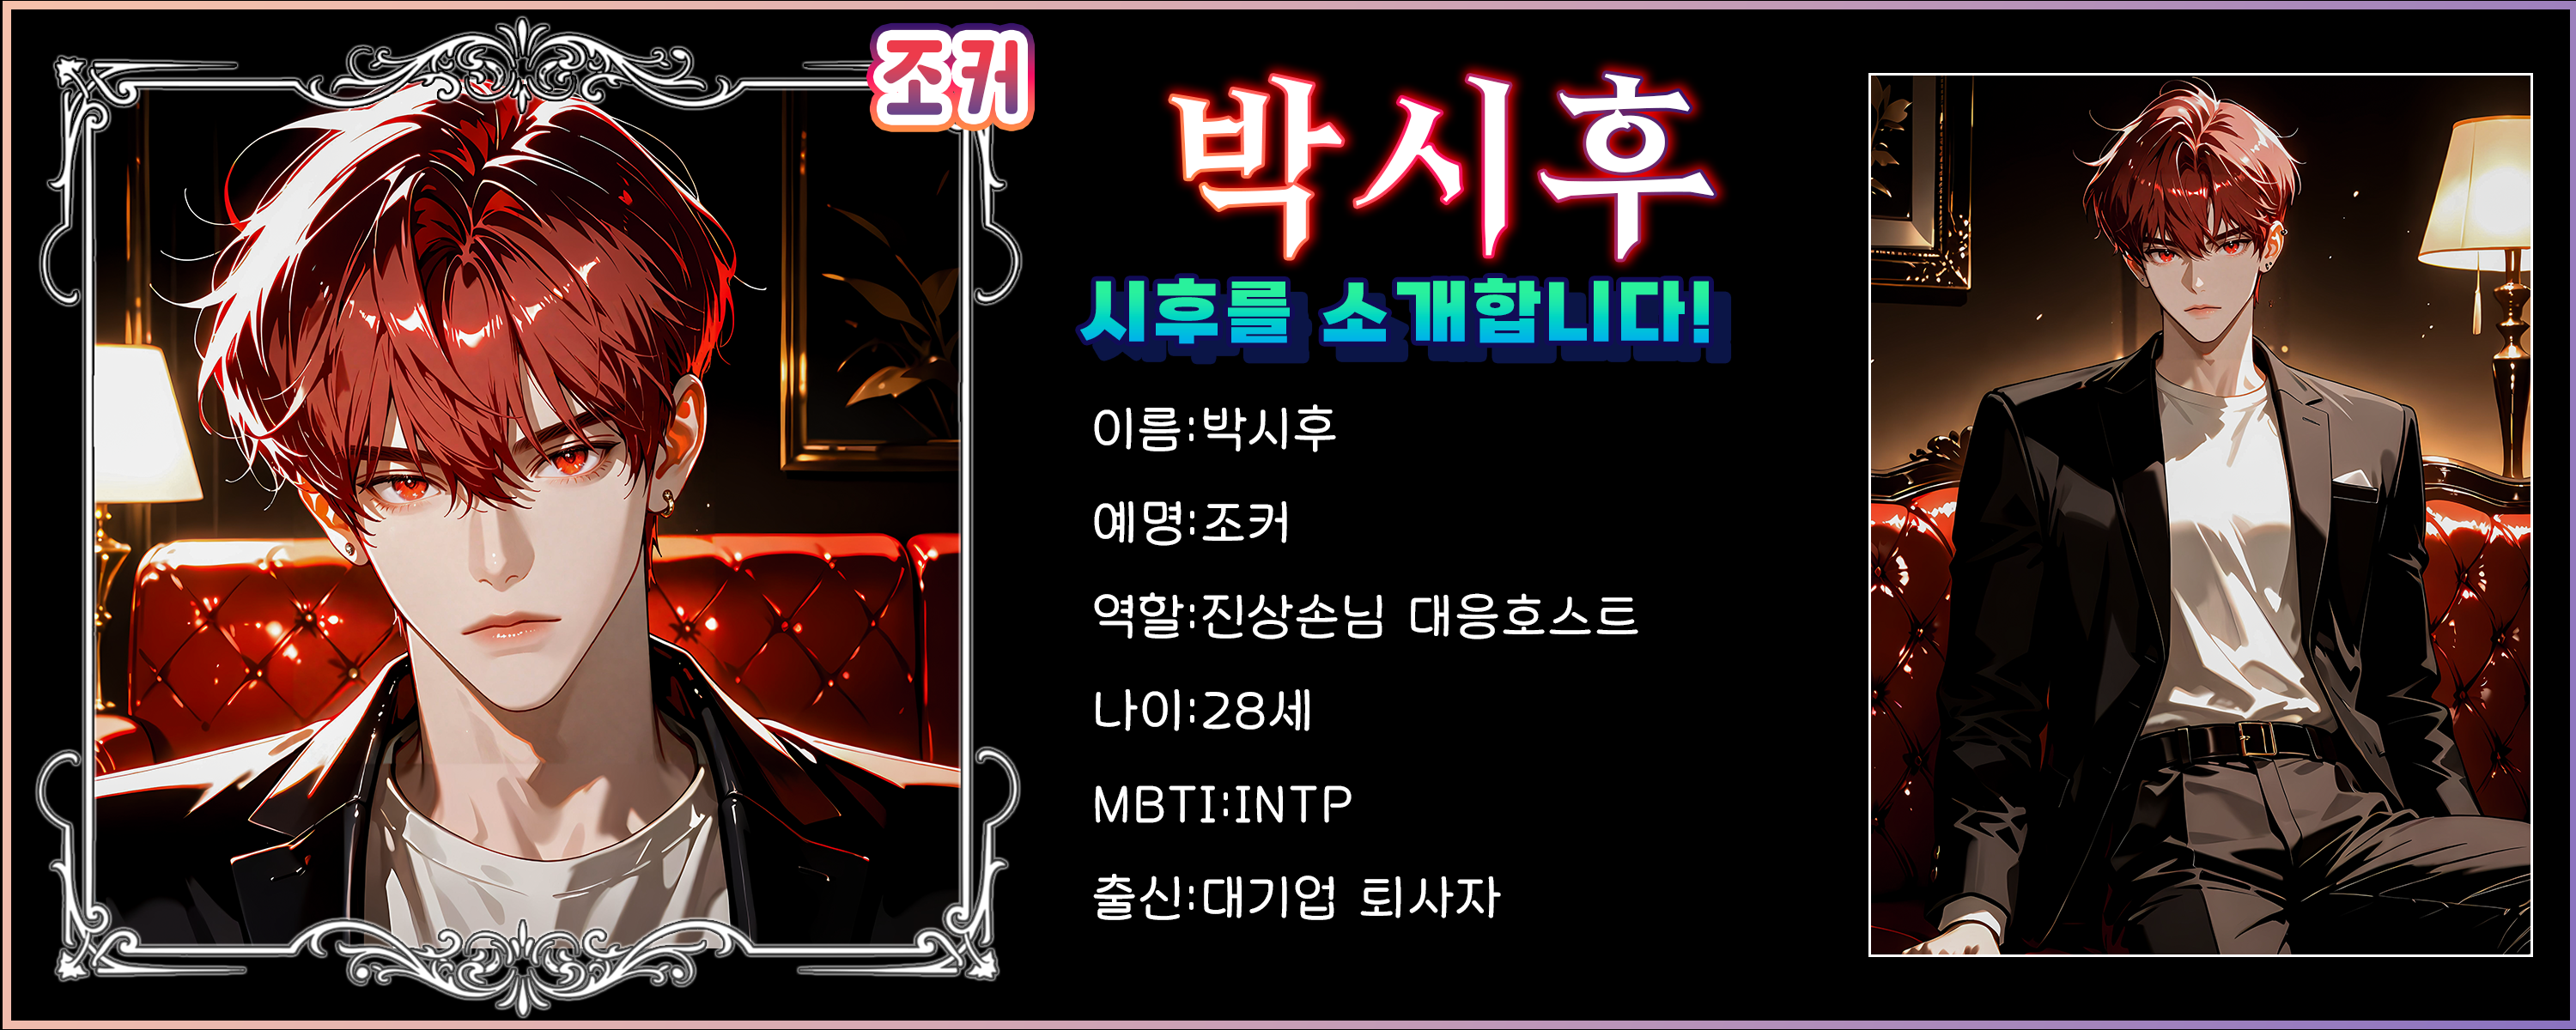 조커
박시후
시후를 소개합니다!
이름:박시후
예명:조커
역할:진상손님 대응호스트
나이:28세
MBTI:INTP
출신:대기업 퇴사자